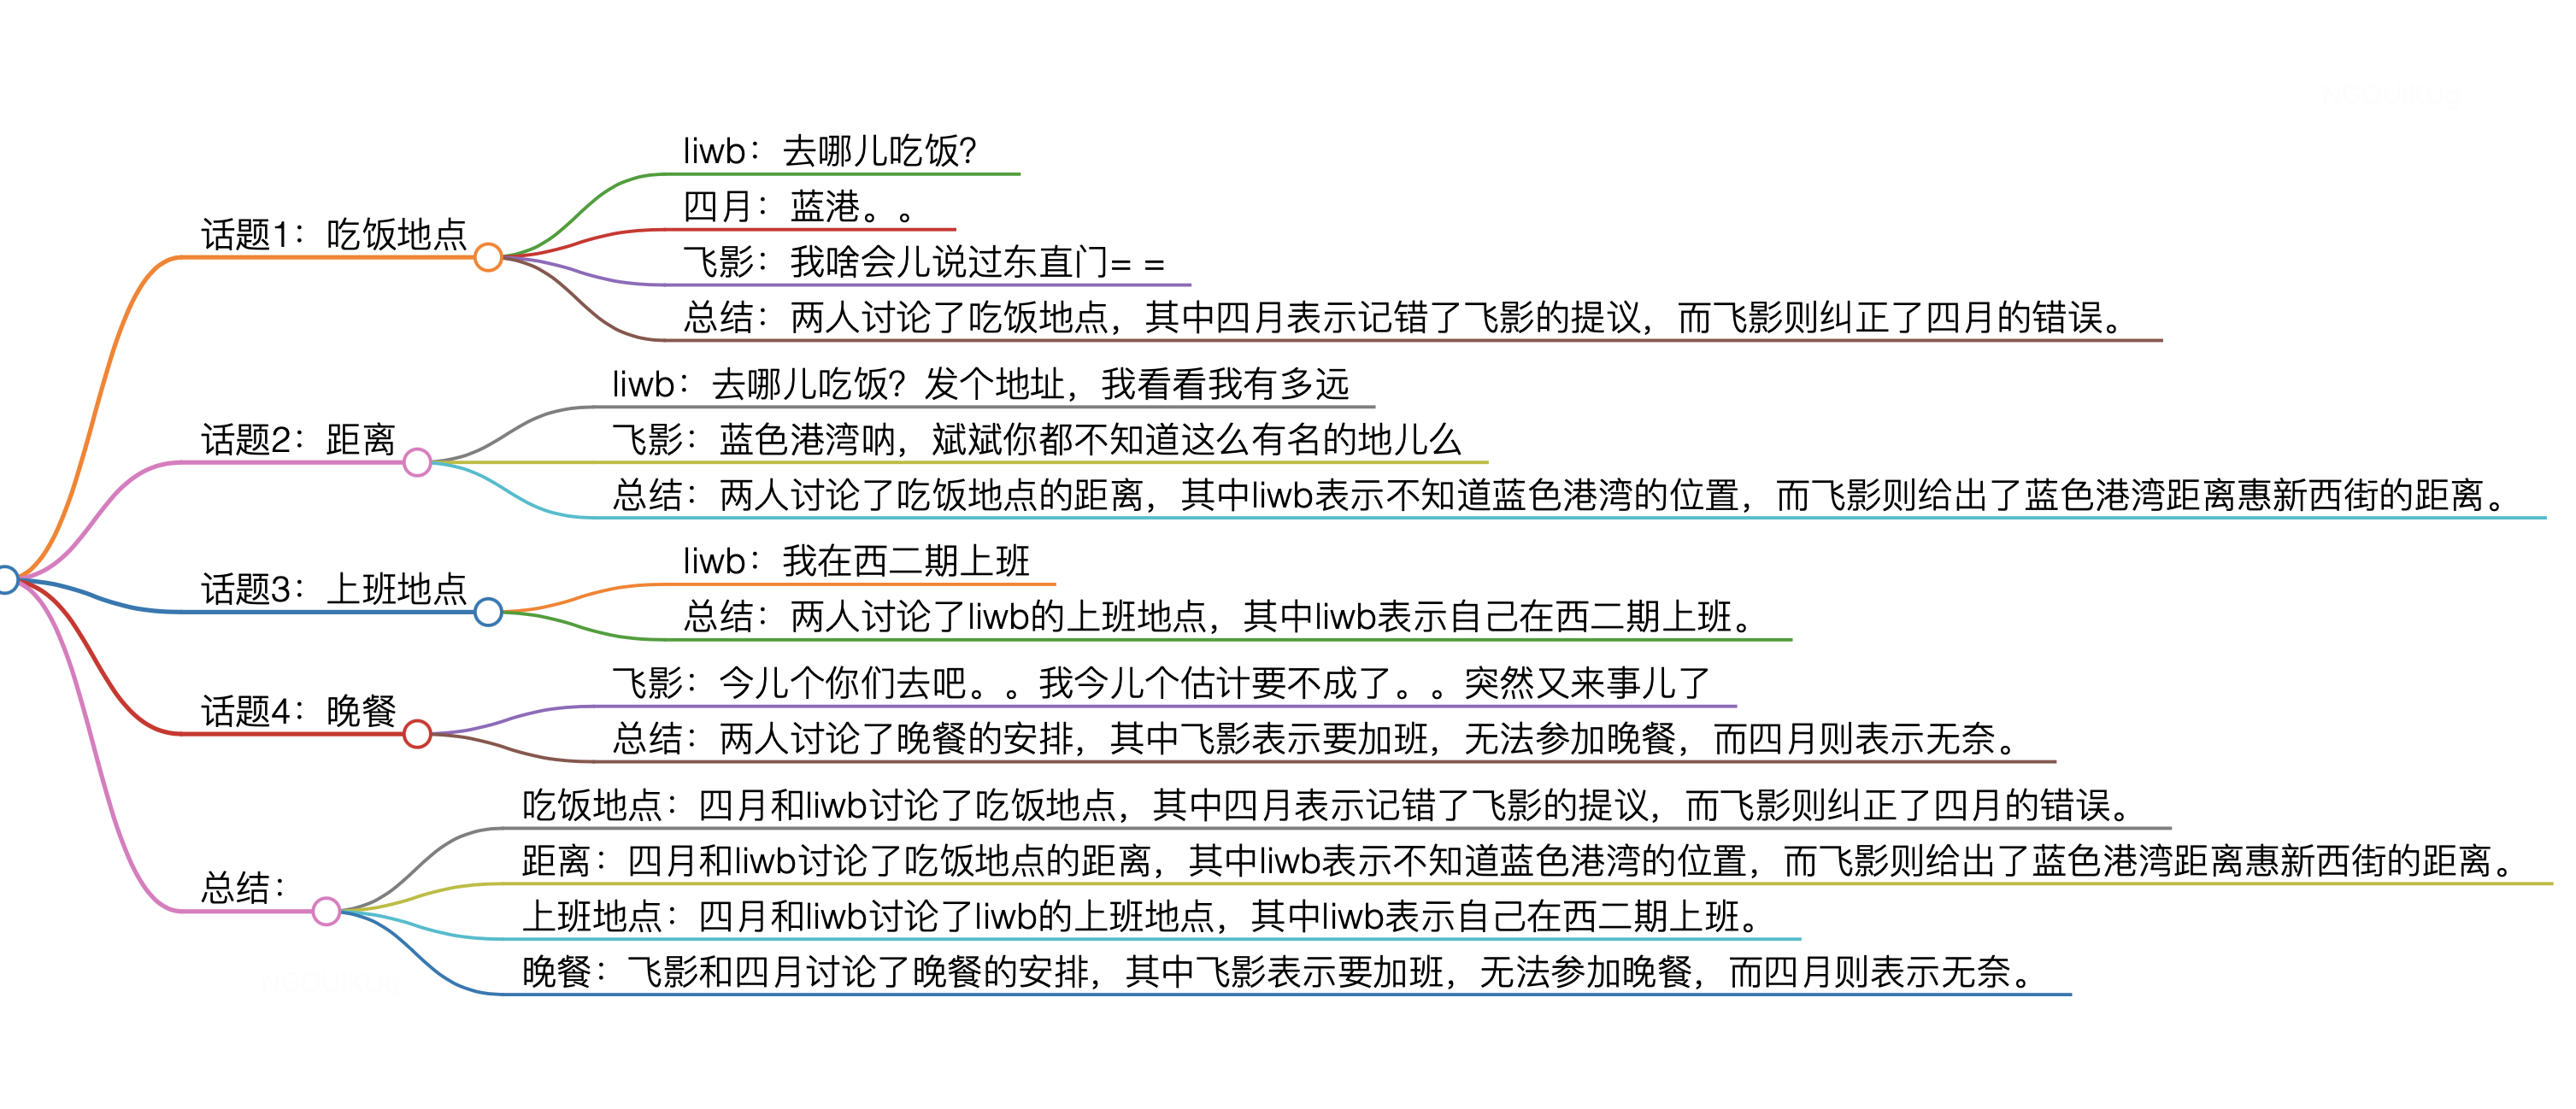 liwb：去哪儿吃饭？
四月：蓝港。。
话题1：吃饭地点
飞影：我啥会儿说过东直门= =
总结：两人讨论了吃饭地点，其中四月表示记错了飞影的提议，而飞影则纠正了四月的错误。
liwb：去哪儿吃饭？发个地址，我看看我有多远
话题2：距离
飞影：蓝色港湾呐，斌斌你都不知道这么有名的地儿么
总结：两人讨论了吃饭地点的距离，其中liwb表示不知道蓝色港湾的位置，而飞影则给出了蓝色港湾距离惠新西街的距离。
liwb：我在西二期上班
话题3：上班地点
总结：两人讨论了liwb的上班地点，其中liwb表示自己在西二期上班。
飞影：今儿个你们去吧。。我今儿个估计要不成了。。突然又来事儿了
话题4：晚餐
总结：两人讨论了晚餐的安排，其中飞影表示要加班，无法参加晚餐，而四月则表示无奈。
吃饭地点：四月和liwb讨论了吃饭地点，其中四月表示记错了飞影的提议，而飞影则纠正了四月的错误。
距离：四月和liwb讨论了吃饭地点的距离，其中liwb表示不知道蓝色港湾的位置，而飞影则给出了蓝色港湾距离惠新西街的距离。
总结：
上班地点：四月和liwb讨论了liwb的上班地点，其中liwb表示自己在西二期上班。
晚餐：飞影和四月讨论了晚餐的安排，其中飞影表示要加班，无法参加晚餐，而四月则表示无奈。